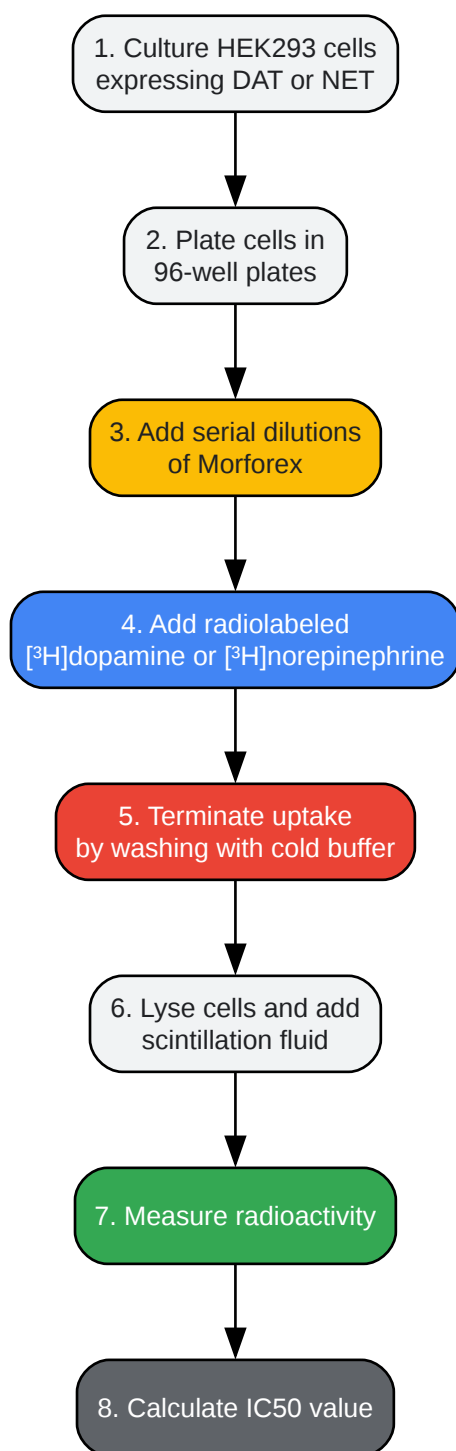 1. Culture HEK293 cells
expressing DAT or NET
2. Plate cells in
96-well plates
3. Add serial dilutions
of Morforex
4. Add radiolabeled
[³H]dopamine or [³H]norepinephrine
5. Terminate uptake
by washing with cold buffer
6. Lyse cells and add
scintillation fluid
7. Measure radioactivity
8. Calculate IC50 value